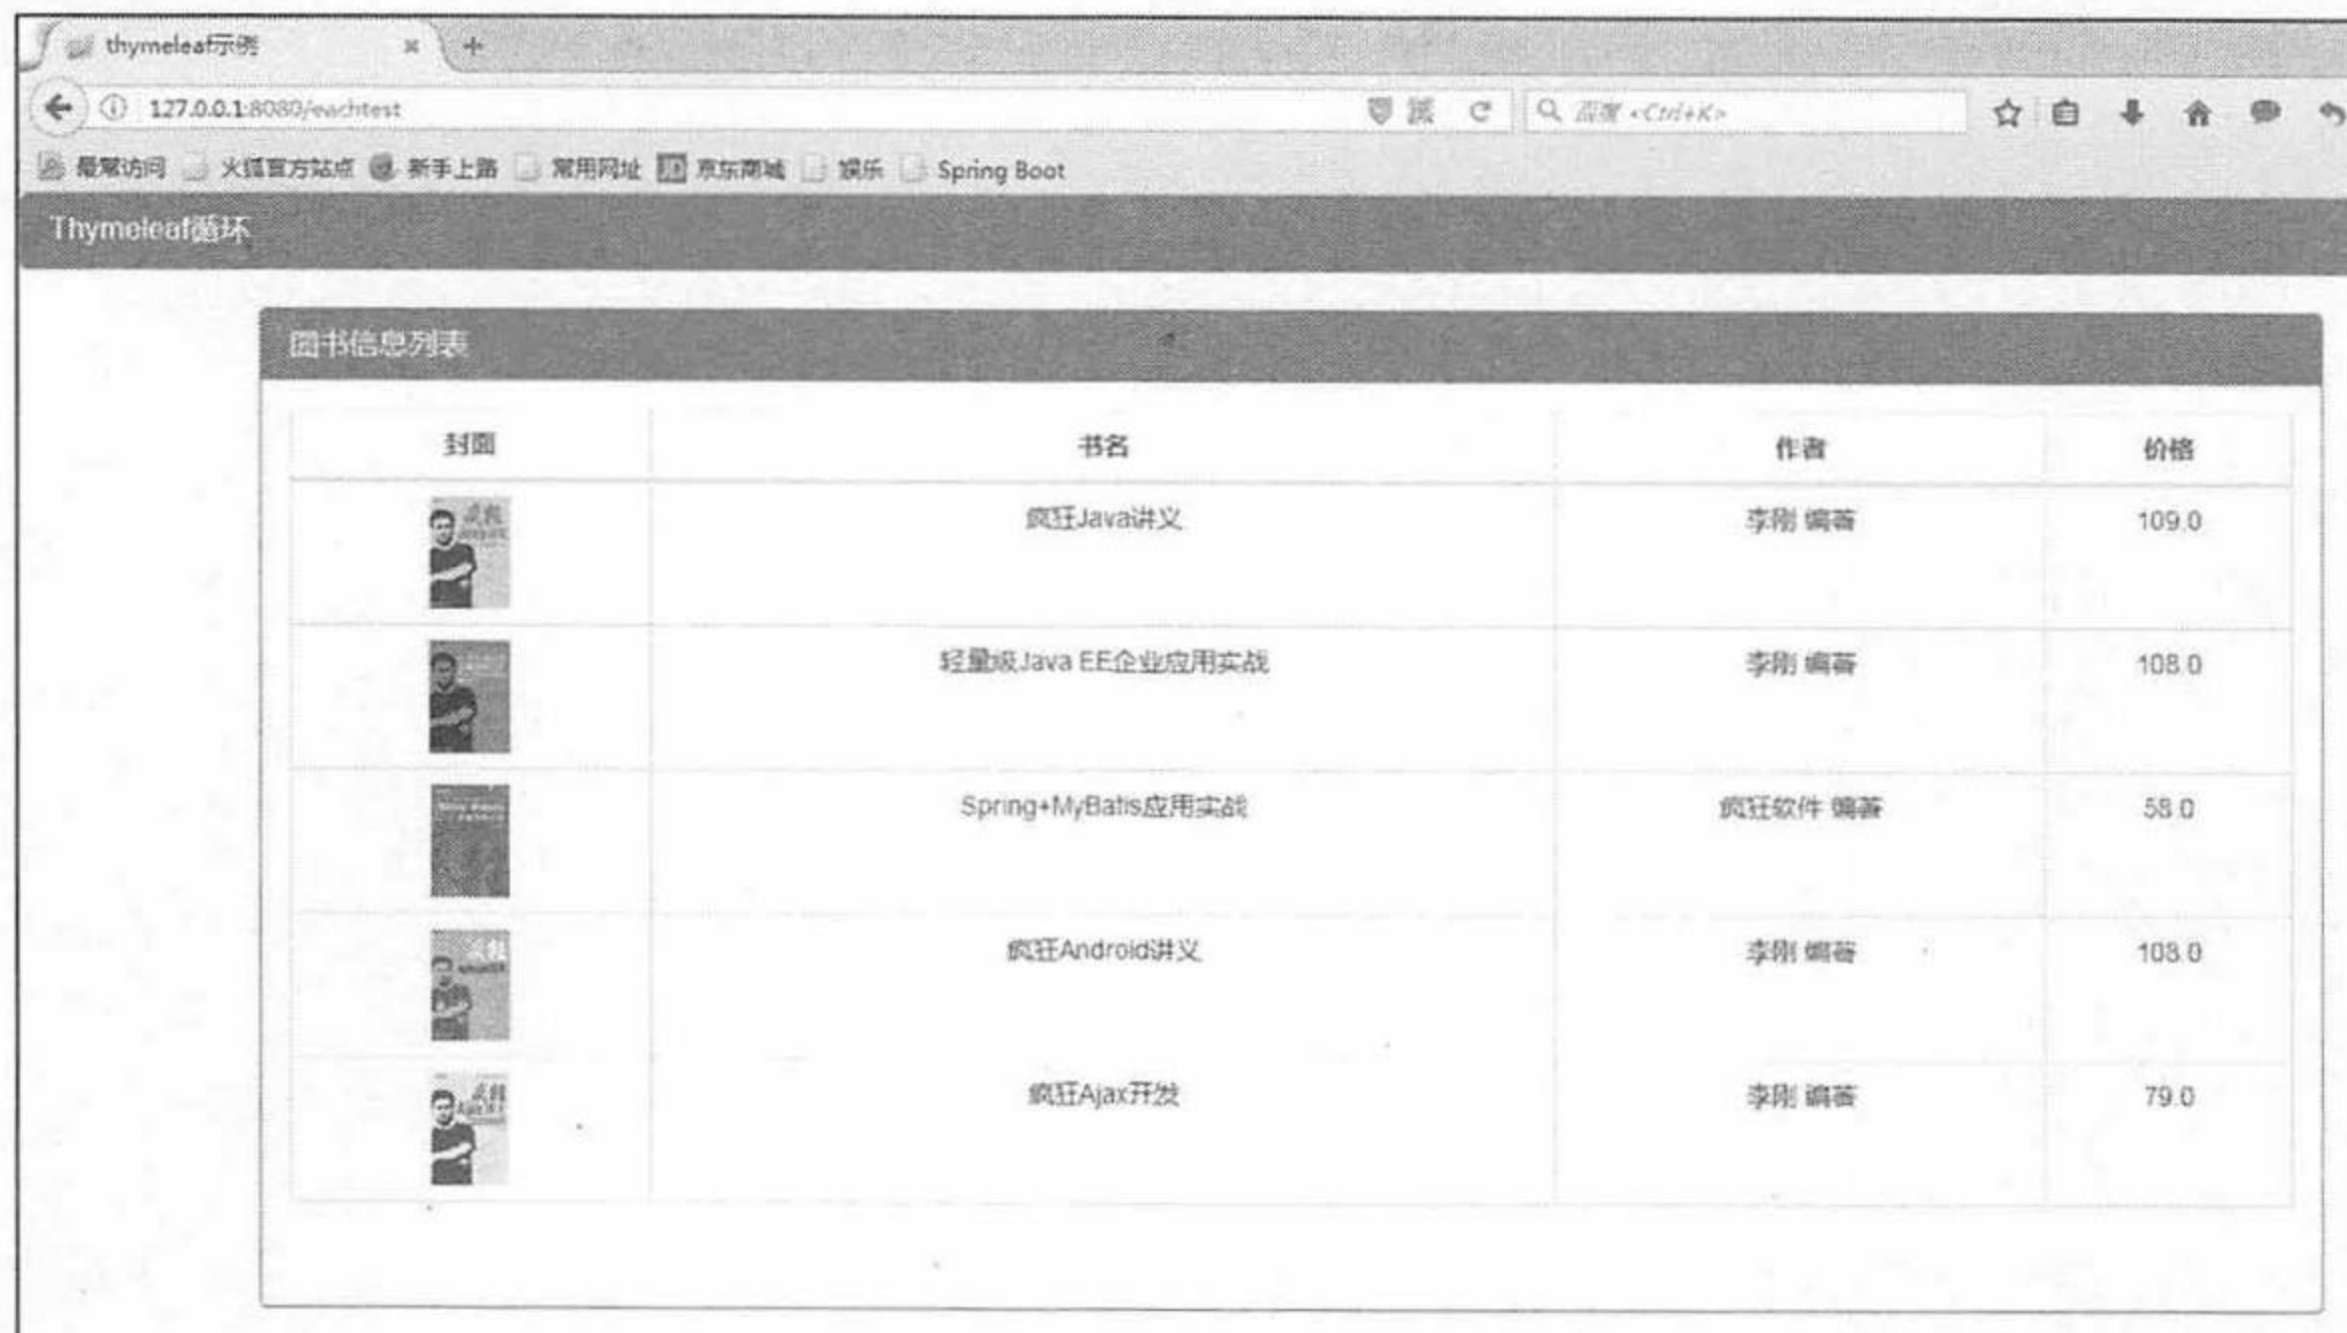 thymeleaf示例
127.0.0.1:8080/eachtest
百度 <Ctrl+K>
最常访问 火狐官方站点 新手上路 常用网址 京东商城 娱乐 Spring Boot
Thymeleaf循环
图书信息列表
封面 书名 作者 价格
疯狂Java讲义 李刚 编著 109.0
轻量级Java EE企业应用实战 李刚 编著 108.0
Spring+MyBatis应用实战 疯狂软件 编著 58.0
疯狂Android讲义 李刚 编著 108.0
疯狂Ajax开发 李刚 编著 79.0